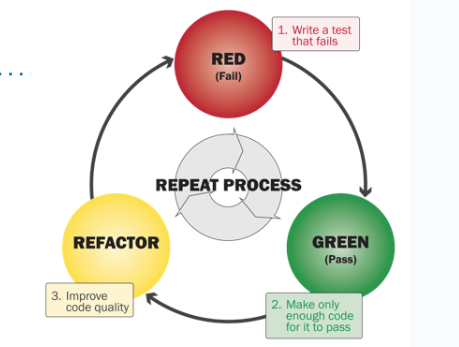 1. Write a test
that fails
RED
(Fail)
REPEAT PROCESS
REFACTOR
GREEN
(Pass)
3. Improve
code quality
2. Make only
enough code
for it to pass